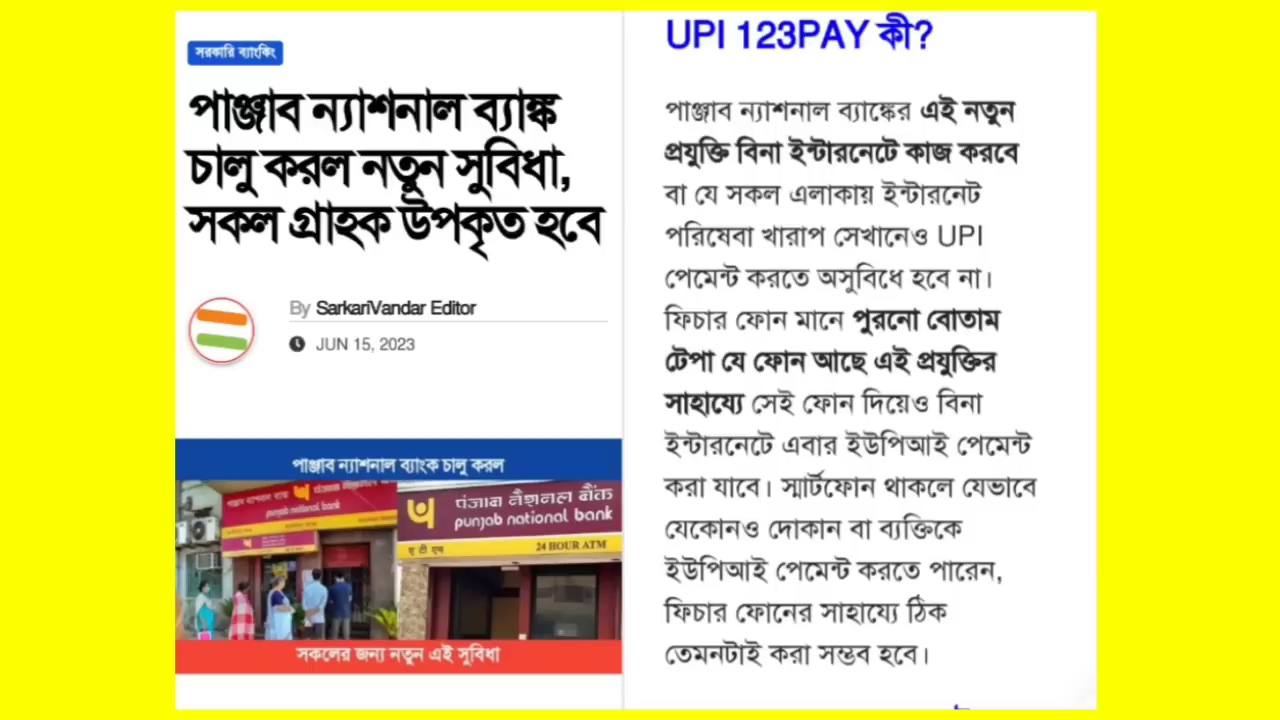 সরকারি ব্যাংকিং
পাঞ্জাব ন্যাশনাল ব্যাঙ্ক
চালু করল নতুন সুবিধা,
সকল গ্রাহক উপকৃত হবে
By SarkariVandar Editor
JUN 15, 2023
পাঞ্জাব ন্যাশনাল ব্যাংক চালু করল
punjab national bank
पंजाब नैशनल बैंक
punjab national bank
ए टी एम
24 HOUR ATM
সকলের জন্য নতুন এই সুবিধা
UPI 123PAY কী?
পাঞ্জাব ন্যাশনাল ব্যাঙ্কের এই নতুন
প্রযুক্তি বিনা ইন্টারনেটে কাজ করবে
বা যে সকল এলাকায় ইন্টারনেট
পরিষেবা খারাপ সেখানেও UPI
পেমেন্ট করতে অসুবিধে হবে না।
ফিচার ফোন মানে পুরনো বোতাম
টেপা যে ফোন আছে এই প্রযুক্তির
সাহায্যে সেই ফোন দিয়েও বিনা
ইন্টারনেটে এবার ইউপিআই পেমেন্ট
করা যাবে। স্মার্টফোন থাকলে যেভাবে
যেকোনও দোকান বা ব্যক্তিকে
ইউপিআই পেমেন্ট করতে পারেন,
ফিচার ফোনের সাহায্যে ঠিক
তেমনটাই করা সম্ভব হবে।